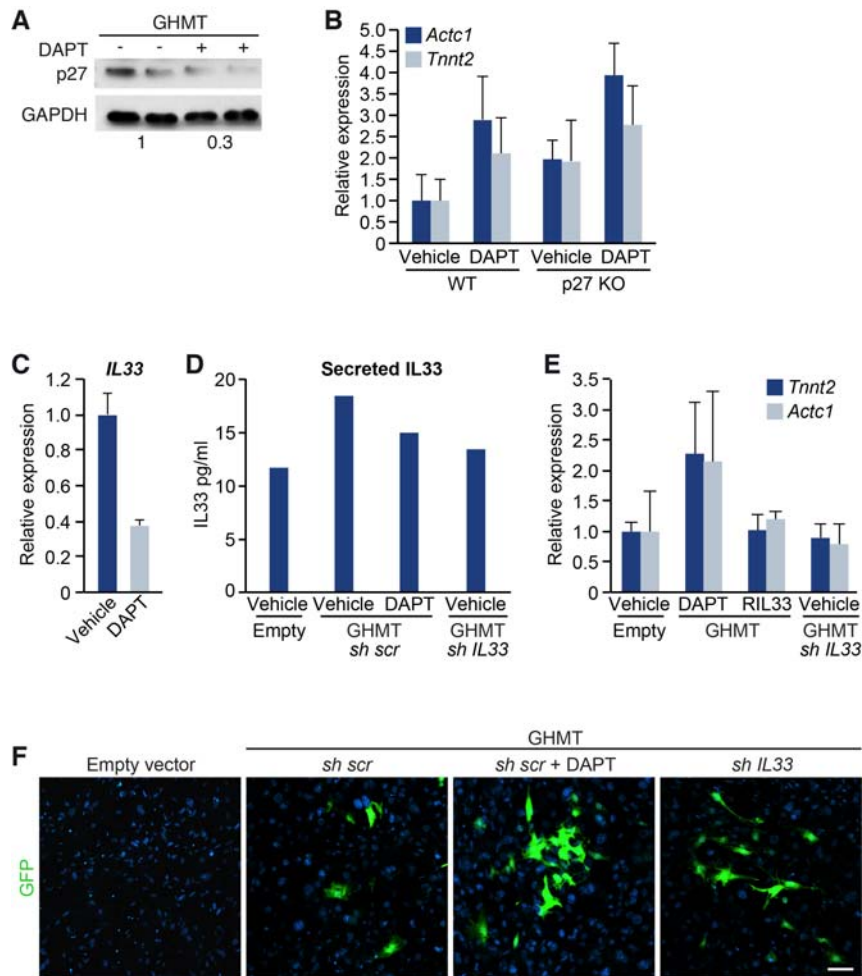 A
GHMT
DAPT - - + +
p27
GAPDH
1 0.3
B
Actc1
Tnnt2
Relative expression
5.0
4.5
4.0
3.5
3.0
2.5
2.0
1.5
1.0
0.5
0
Vehicle DAPT Vehicle DAPT
WT p27 KO
C
IL33
Relative expression
1.2
1.0
0.8
0.6
0.4
0.2
0
Vehicle
DAPT
D
Secreted IL33
IL33 pg/ml
20
15
10
5
0
Vehicle Vehicle DAPT Vehicle
Empty GHMT GHMT
sh scr sh IL33
E
Tnnt2
Actc1
Relative expression
3.5
3.0
2.5
2.0
1.5
1.0
0.5
0
Vehicle DAPT RIL33 Vehicle
Empty GHMT GHMT
sh IL33
F
GHMT
Empty vector sh scr sh scr + DAPT sh IL33
GFP